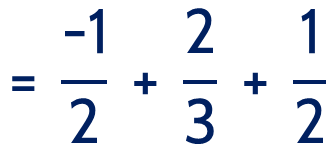 = -1/2 + 2/3 + 1/2